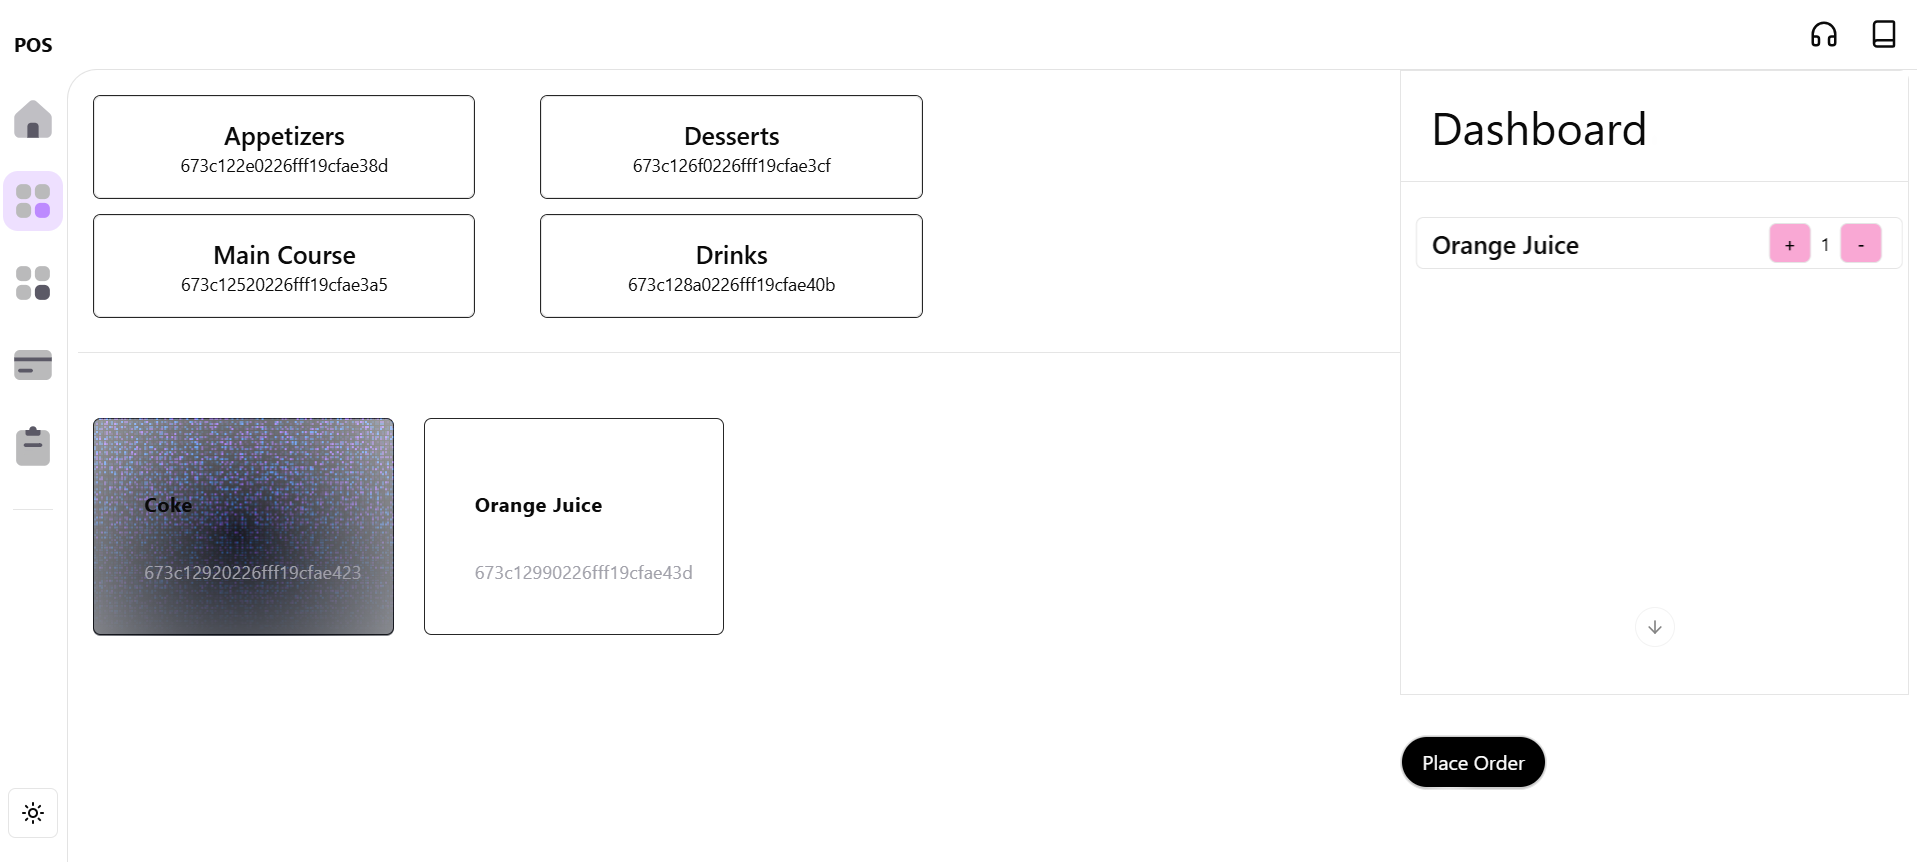 POS
Appetizers
673c122e0226fff19cfae38d
Desserts
673c126f0226fff19cfae3cf
Main Course
673c12520226fff19cfae3a5
Drinks
673c128a0226fff19cfae40b
Coke
673c12920226fff19cfae423
Orange Juice
673c12990226fff19cfae43d
Dashboard
Orange Juice + 1 -
Place Order